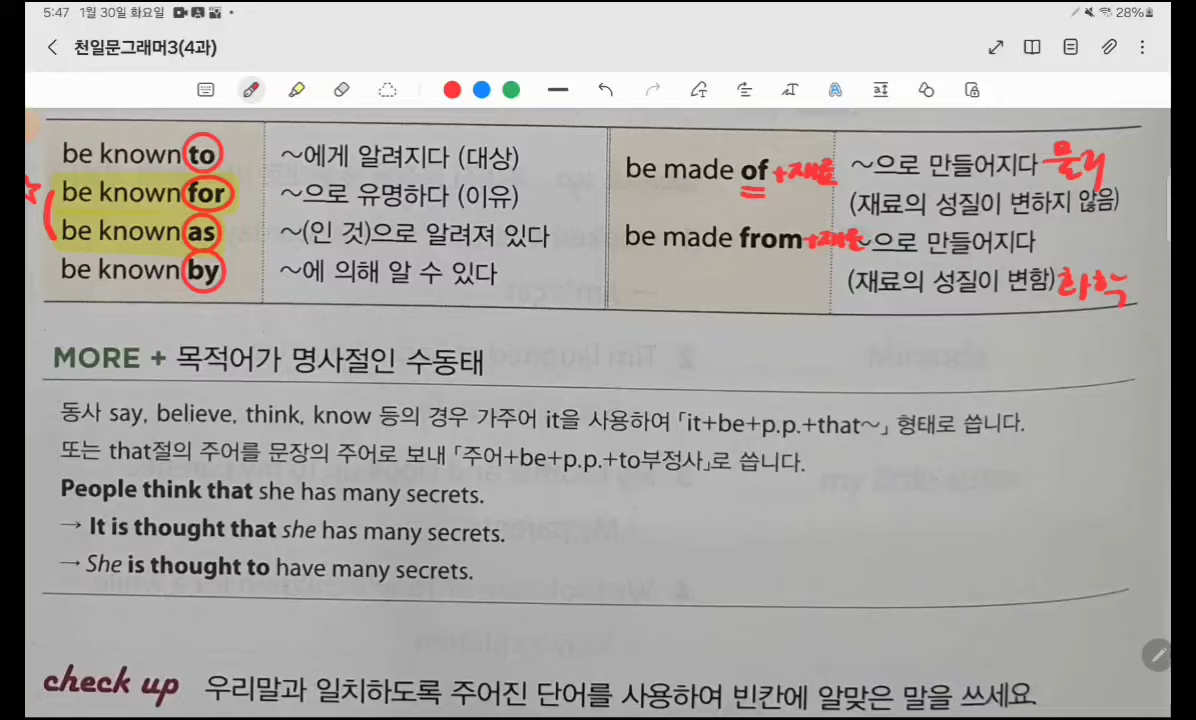 5:47 1월 30일 화요일
28%
천일문그래머3(4과)
be known to ~에게 알려지다 (대상)
be known for ~으로 유명하다 (이유)
be known as ~(인 것)으로 알려져 있다
be known by ~에 의해 알 수 있다
be made of +재료 ~으로 만들어지다 물리
(재료의 성질이 변하지 않음)
be made from +재료 ~으로 만들어지다
(재료의 성질이 변함) 화학
MORE + 목적어가 명사절인 수동태
동사 say, believe, think, know 등의 경우 가주어 it을 사용하여 「it+be+p.p.+that~」 형태로 씁니다.
또는 that절의 주어를 문장의 주어로 보내 「주어+be+p.p.+to부정사」로 씁니다.
People think that she has many secrets.
→ It is thought that she has many secrets.
→ She is thought to have many secrets.
check up 우리말과 일치하도록 주어진 단어를 사용하여 빈칸에 알맞은 말을 쓰세요.